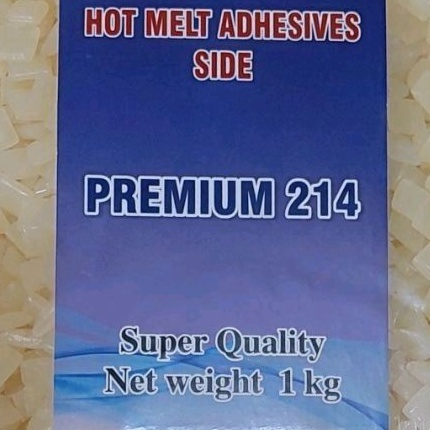 HOT MELT ADHESIVES
SIDE
PREMIUM 214
Super Quality
Net weight 1 kg